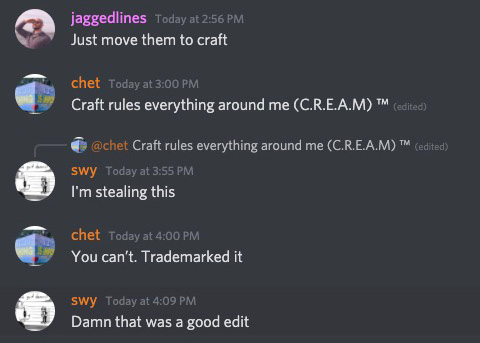 jaggedlines Today at 2:56 PM
Just move them to craft
chet Today at 3:00 PM
Craft rules everything around me (C.R.E.A.M) ™ (edited)
@chet Craft rules everything around me (C.R.E.A.M) ™ (edited)
swy Today at 3:55 PM
I'm stealing this
chet Today at 4:00 PM
You can't. Trademarked it
swy Today at 4:09 PM
Damn that was a good edit